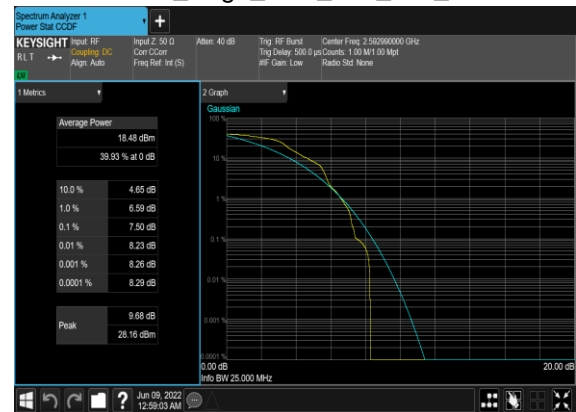 Spectrum Analyzer 1
Power Stat CCDF
KEYSIGHT
RLT
Input: RF
Coupling: DC
Align: Auto
Input Z: 50 Ω
Corr CCorr
Freq Ref: Int (S)
Atten: 40 dB
Trig: RF Burst
Trig Delay: 500.0 µs
#IF Gain: Low
Center Freq: 2.592990000 GHz
Counts: 1.00 M/1.00 Mpt
Radio Std: None
LW
1 Metrics
Average Power
18.48 dBm
39.93 % at 0 dB
10.0 % 4.65 dB
1.0 % 6.59 dB
0.1 % 7.50 dB
0.01 % 8.23 dB
0.001 % 8.26 dB
0.0001 % 8.29 dB
Peak
9.68 dB
28.16 dBm
2 Graph
Gaussian
100 %
10 %
1 %
0.1 %
0.01 %
0.001 %
0.0001 %
0.00 dB 20.00 dB
Info BW 25.000 MHz
? Jun 09, 2022
12:59:03 AM